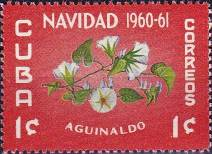 NAVIDAD 1960-61
CUBA
CORREOS
AGUINALDO
1¢
1¢